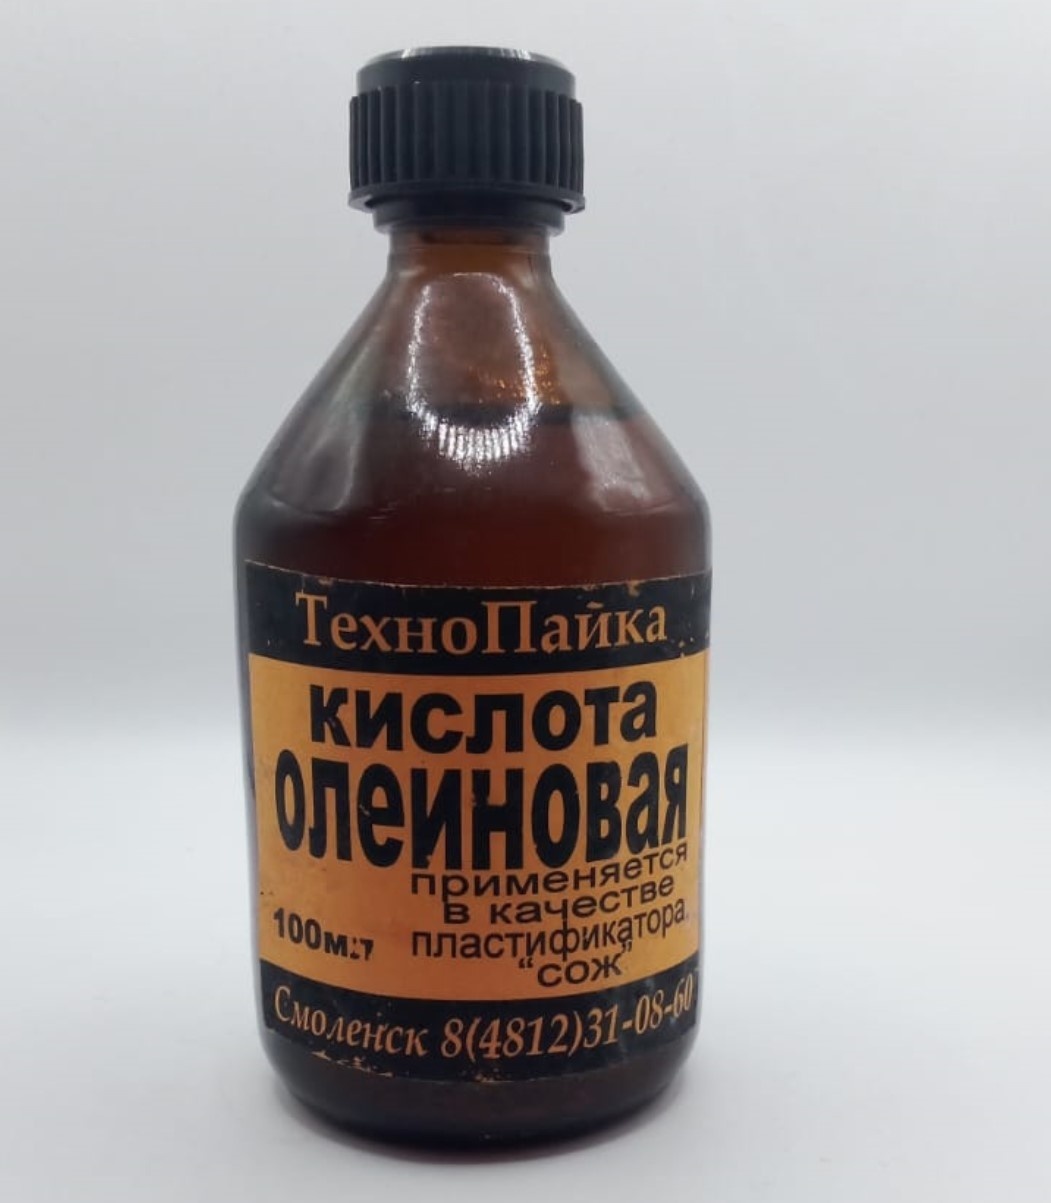 ТехноПайка
кислота
олеиновая
применяется
в качестве
пластификатора,
"сож"
100мл
Смоленск 8(4812)31-08-60